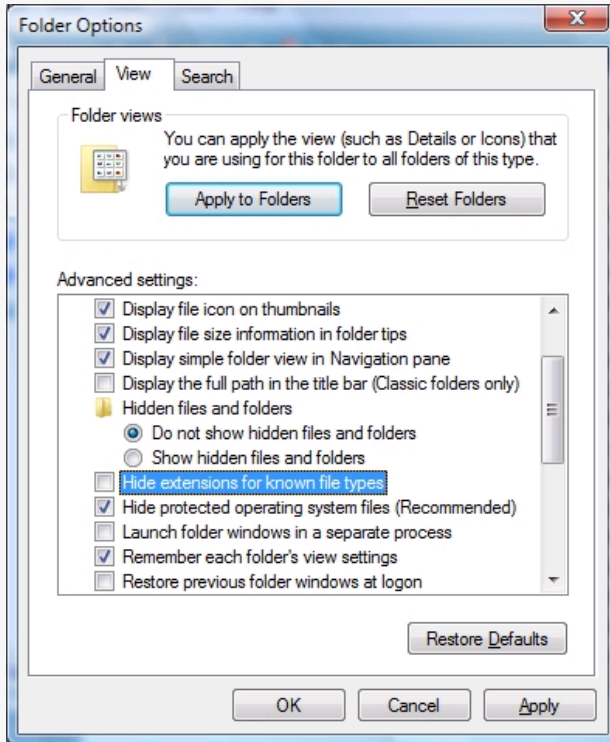 Folder Options
General
View
Search
Folder views
You can apply the view (such as Details or Icons) that
you are using for this folder to all folders of this type.
Apply to Folders
Reset Folders
Advanced settings:
Display file icon on thumbnails
Display file size information in folder tips
Display simple folder view in Navigation pane
Display the full path in the title bar (Classic folders only)
Hidden files and folders
Do not show hidden files and folders
Show hidden files and folders
Hide extensions for known file types
Hide protected operating system files (Recommended)
Launch folder windows in a separate process
Remember each folder's view settings
Restore previous folder windows at logon
Restore Defaults
OK
Cancel
Apply